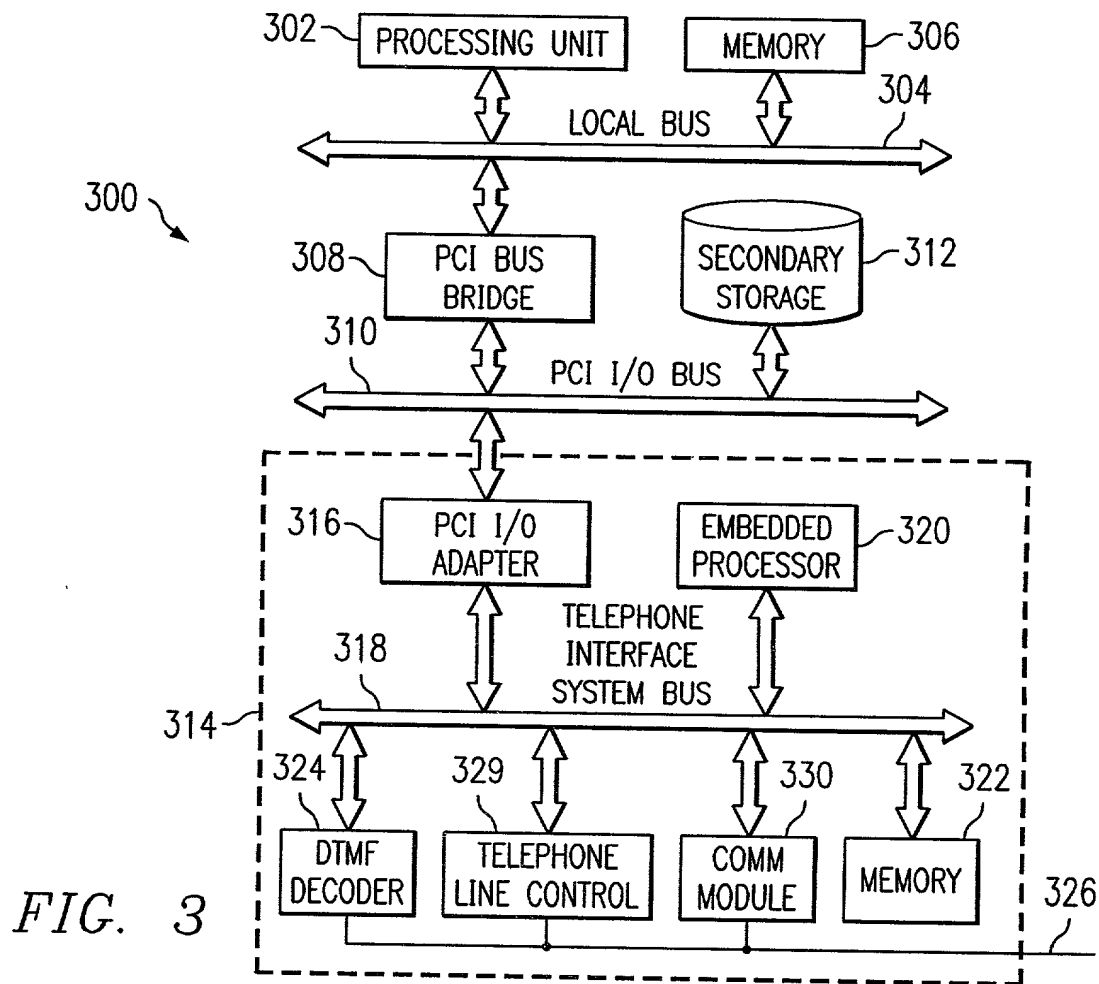 302
PROCESSING UNIT
MEMORY
306
304
LOCAL BUS
300
308
PCI BUS
BRIDGE
SECONDARY
STORAGE
312
310
PCI I/O BUS
316
PCI I/O
ADAPTER
EMBEDDED
PROCESSOR
320
TELEPHONE
INTERFACE
SYSTEM BUS
318
314
324
329
330
322
DTMF
DECODER
TELEPHONE
LINE CONTROL
COMM
MODULE
MEMORY
326
FIG. 3